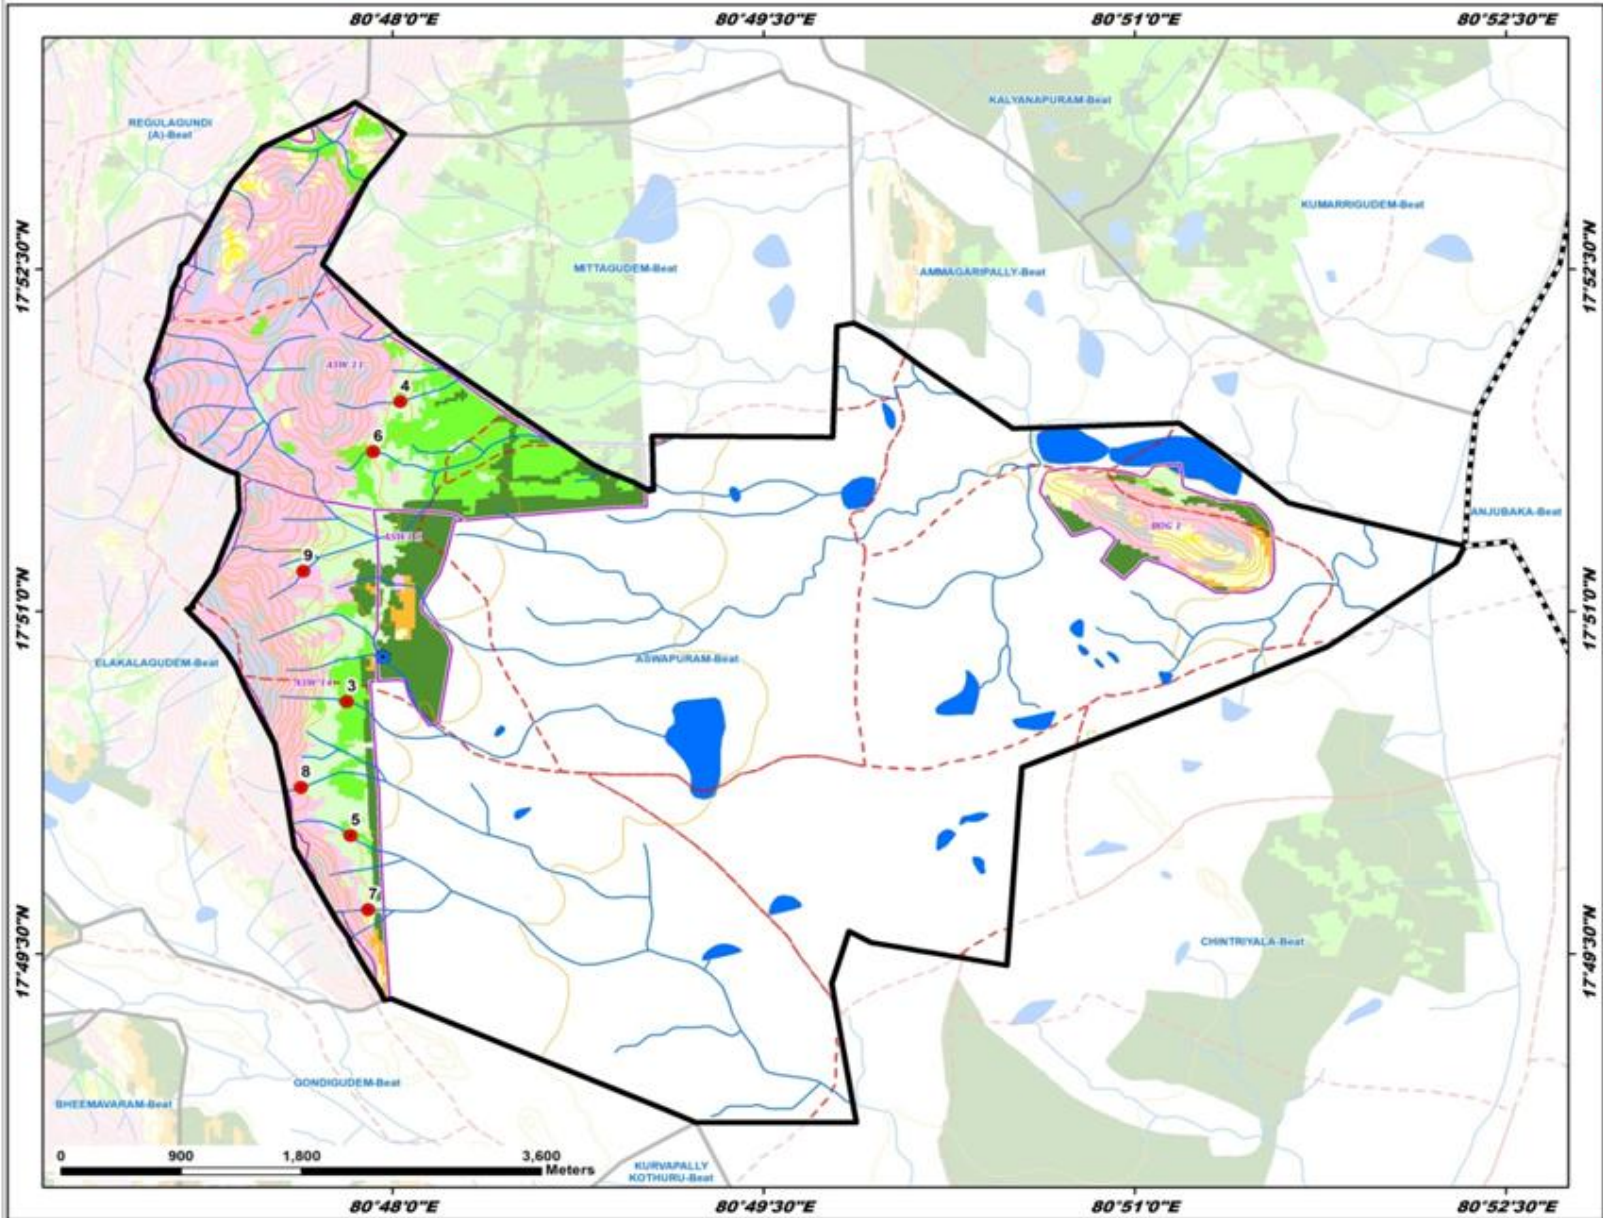 80°48'0"E
80°49'30"E
80°51'0"E
80°52'30"E
KALYANAPURAM-Beat
REGULAGUNDI
(A)-Beat
KUMARRIGUDEM-Beat
17°52'30"N
MITTAGUDEM-Beat
AMMAGARIPALLY-Beat
17°52'30"N
4
6
ANJUBAKA-Beat
9
17°51'0"N
17°51'0"N
ELAKALAGUDEM-Beat
ASWAPURAM-Beat
3
8
5
7
CHINTRIYALA-Beat
17°49'30"N
17°49'30"N
GONDIGUDEM-Beat
BHEEMAVARAM-Beat
0
900
1,800
3,600
Meters
KURVAPALLY
KOTHURU-Beat
80°48'0"E
80°49'30"E
80°51'0"E
80°52'30"E